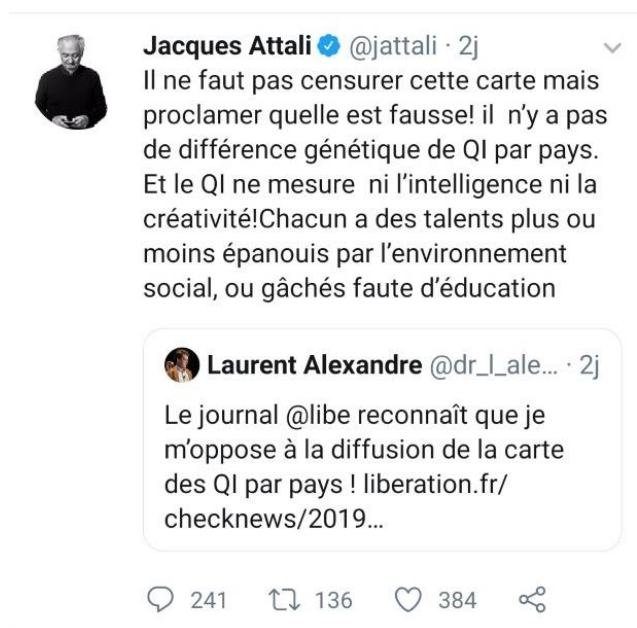 Jacques Attali @jattali · 2j
Il ne faut pas censurer cette carte mais
proclamer quelle est fausse! il  n'y a pas
de différence génétique de QI par pays.
Et le QI ne mesure  ni l'intelligence ni la
créativité!Chacun a des talents plus ou
moins épanouis par l'environnement
social, ou gâchés faute d'éducation
Laurent Alexandre @dr_l_ale... · 2j
Le journal @libe reconnaît que je
m'oppose à la diffusion de la carte
des QI par pays ! liberation.fr/
checknews/2019...
241 136 384